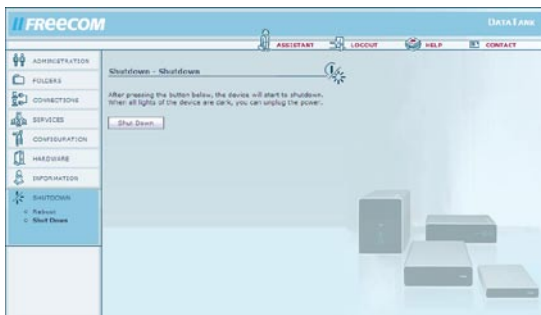 FREECOM
DATATANK
ASSISTANT LOGOUT HELP CONTACT
ADMINISTRATION
FOLDERS
CONNECTIONS
SERVICES
CONFIGURATION
HARDWARE
INFORMATION
SHUTDOWN
Reboot
Shut Down
Shutdown - Shutdown
After pressing the button below, the device will start to shutdown.
When all lights of the device are dark, you can unplug the power.
Shut Down